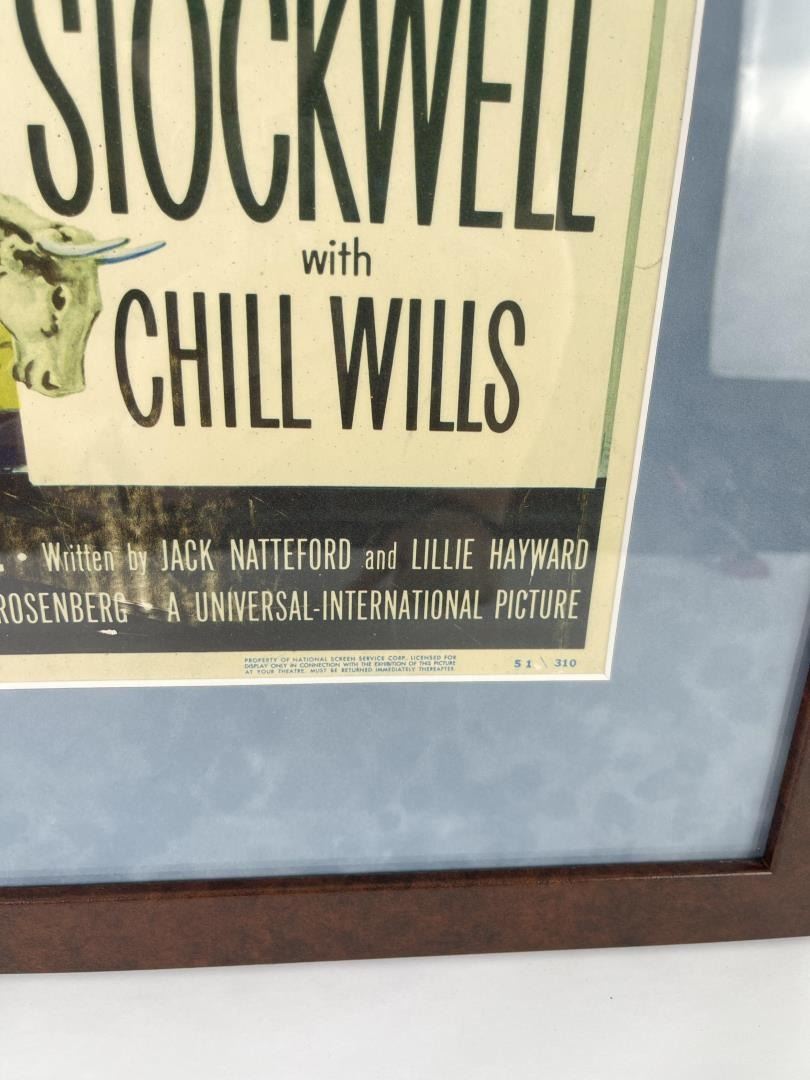 STOCKWELL
with
CHILL WILLS
• Written by JACK NATTEFORD and LILLIE HAYWARD
ROSENBERG • A UNIVERSAL-INTERNATIONAL PICTURE
PROPERTY OF NATIONAL SCREEN SERVICE CORP. LICENSED FOR
DISPLAY ONLY IN CONNECTION WITH THE EXHIBITION OF THIS PICTURE
AT YOUR THEATRE. MUST BE RETURNED IMMEDIATELY THEREAFTER.
51 \ 310